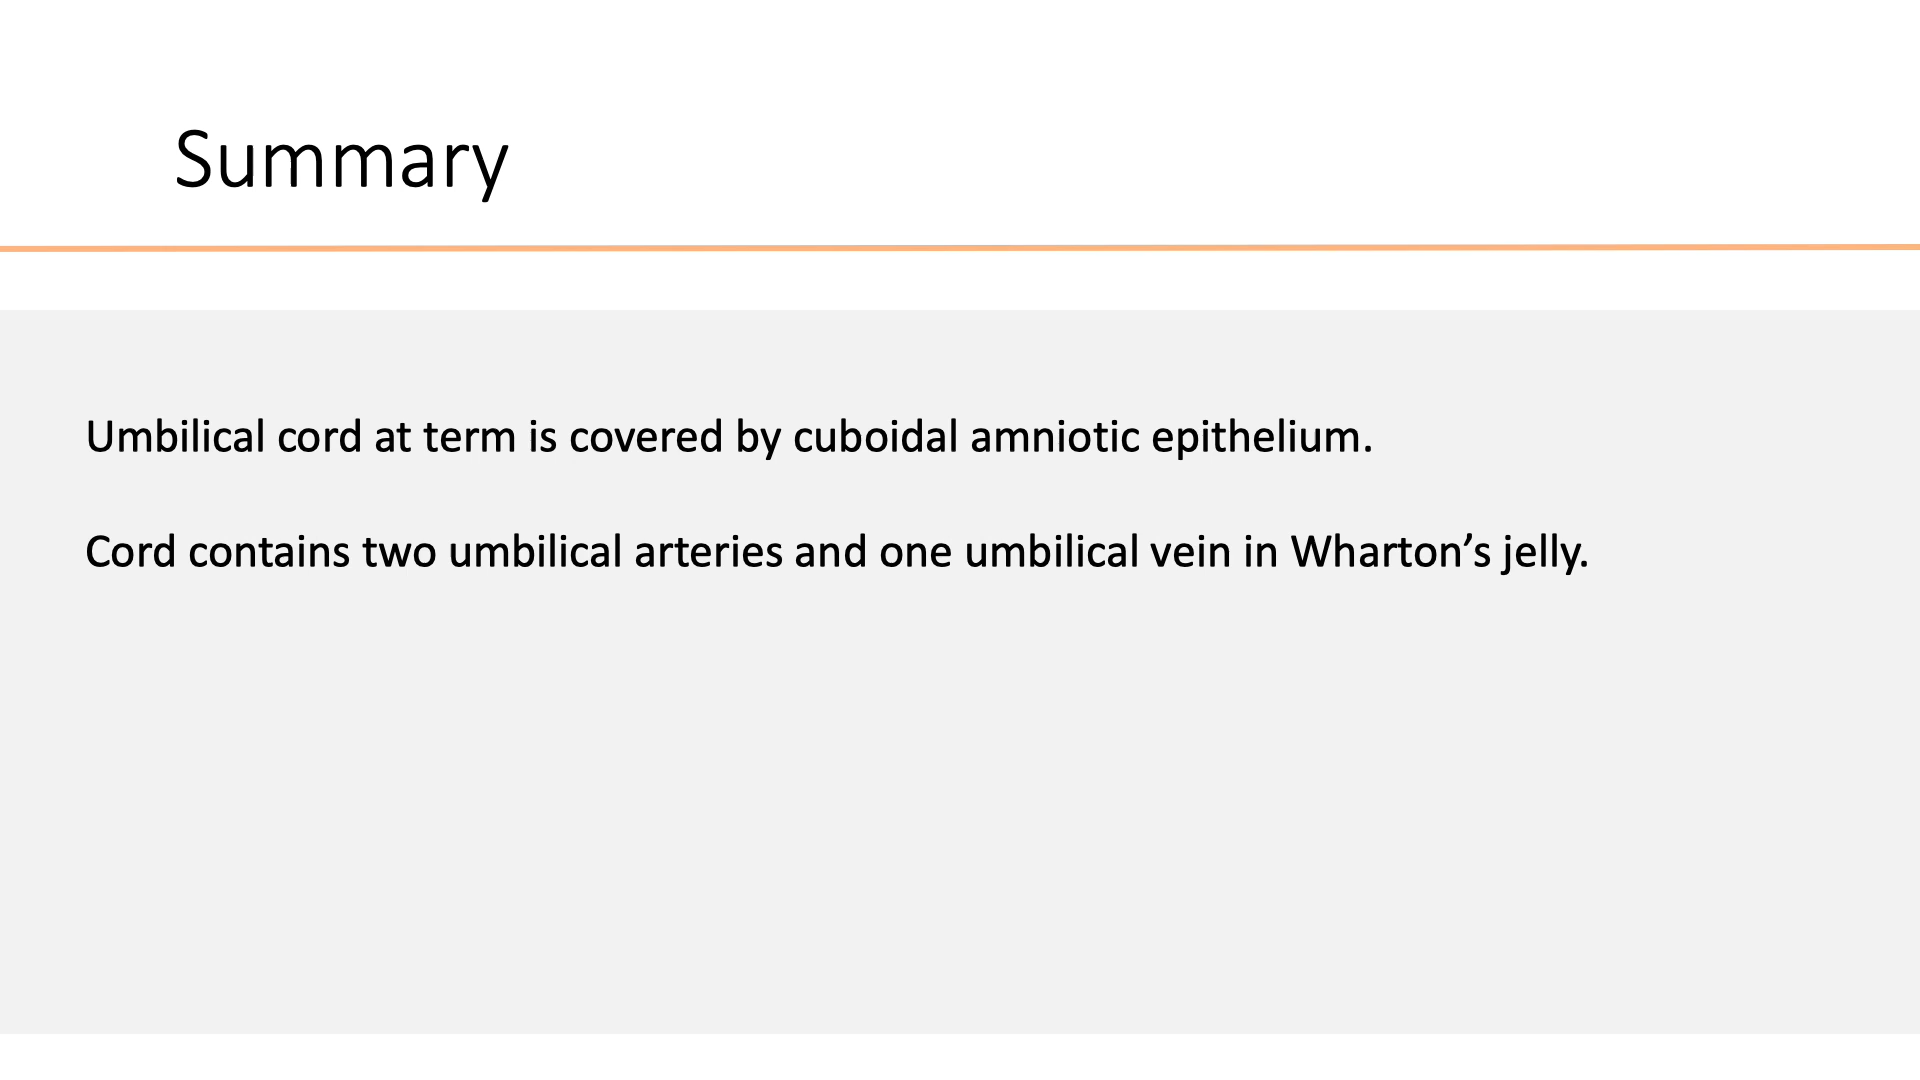 Summary
Umbilical cord at term is covered by cuboidal amniotic epithelium.
Cord contains two umbilical arteries and one umbilical vein in Wharton’s jelly.